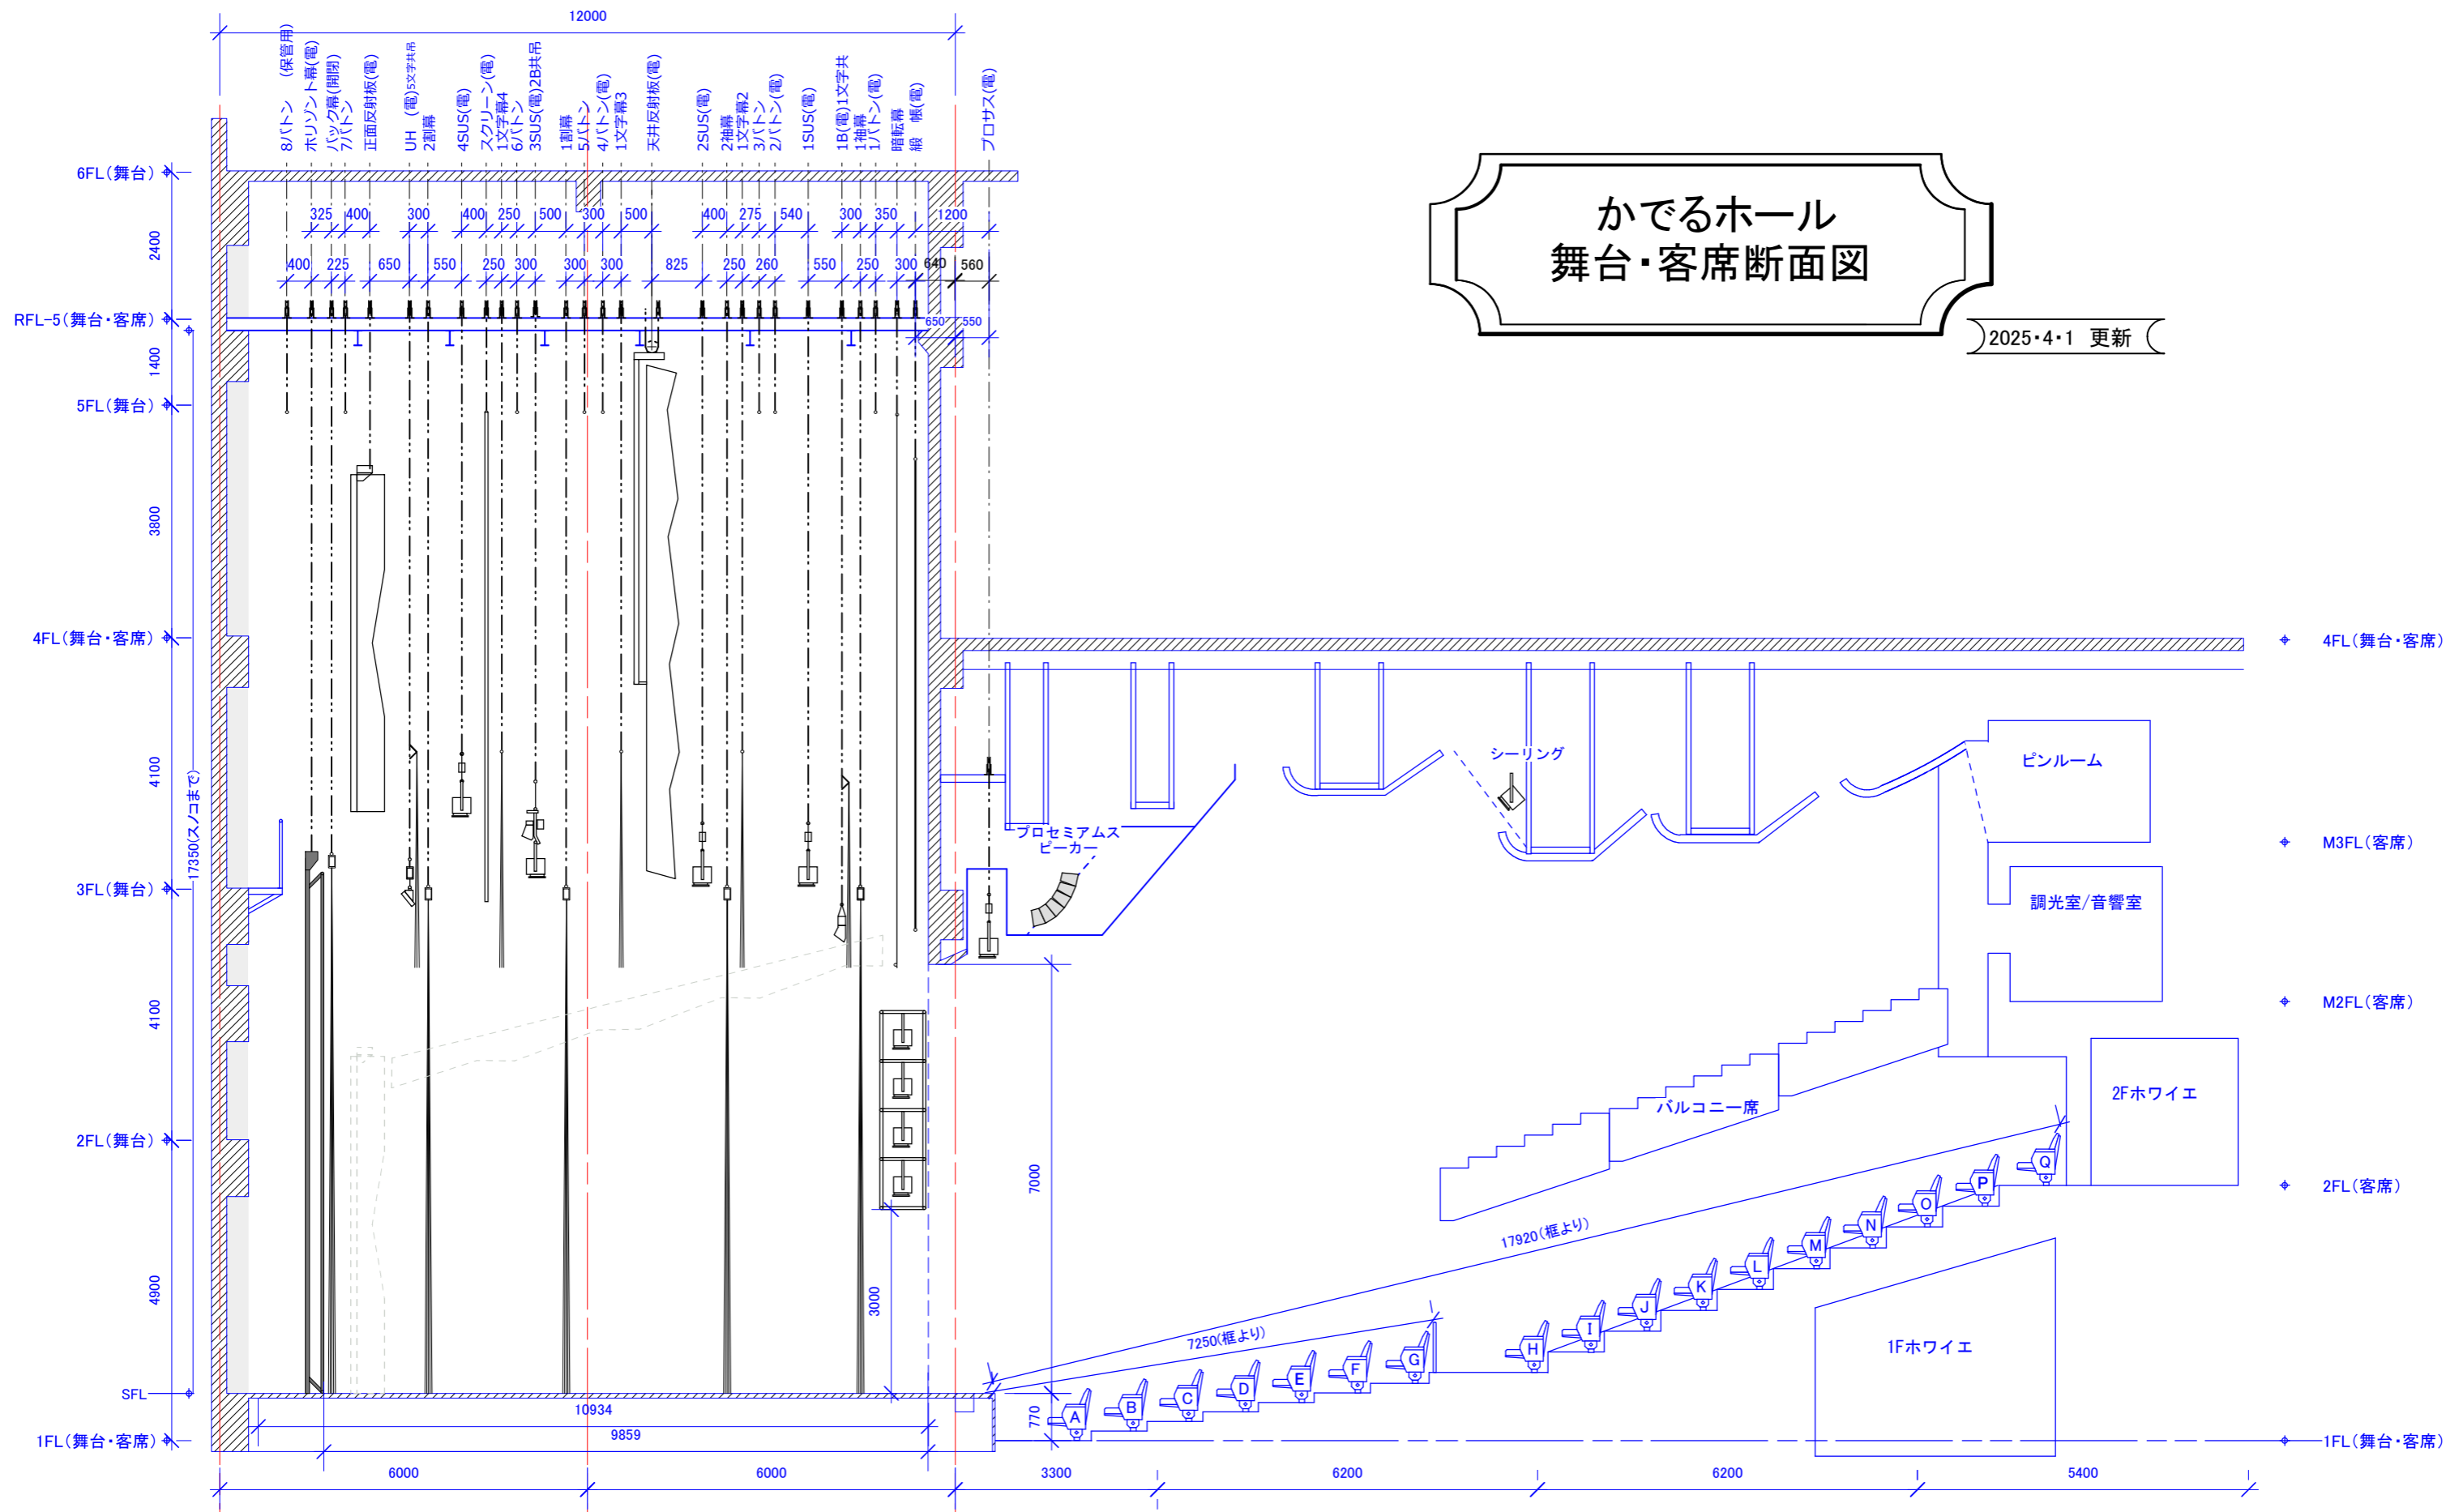 12000
8バトン (保管用)
ホリゾント幕(電)
バック幕(開閉)
7バトン
正面反射板(電)
UH (電)5文字共吊
2割幕
4SUS(電)
スクリーン(電)
1文字幕4
6バトン
3SUS(電)2B共吊
1割幕
5バトン
4バトン(電)
1文字幕3
天井反射板(電)
2SUS(電)
2袖幕
1文字幕2
3バトン
2バトン(電)
1SUS(電)
1B(電)1文字共
1袖幕
1バトン(電)
暗転幕
緞 帳(電)
プロサス(電)
かでるホール
舞台・客席断面図
2025・4・1 更新
6FL(舞台)
2400
RFL-5(舞台・客席)
1400
5FL(舞台)
3800
4FL(舞台・客席)
4100
17350(スノコまで)
3FL(舞台)
4100
2FL(舞台)
4900
SFL
1FL(舞台・客席)
325 400 300 400 250 500 300 500 400 275 540 300 350 1200
400 225 650 550 250 300 300 300 825 250 260 550 250 300 640 560
650 550
4FL(舞台・客席)
シーリング
ピンルーム
プロセミアムス
ピーカー
M3FL(客席)
調光室/音響室
M2FL(客席)
バルコニー席
2Fホワイエ
2FL(客席)
7000
3000
17920(框より)
7250(框より)
1Fホワイエ
A B C D E F G H I J K L M N O P Q
770
1FL(舞台・客席)
10934
9859
6000 6000 3300 6200 6200 5400